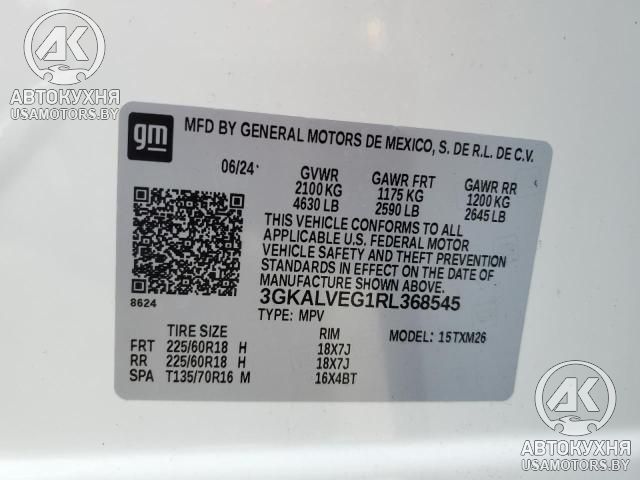 АВТОКУХНЯ
USAMOTORS.BY
gm
MFD BY GENERAL MOTORS DE MEXICO, S. DE R.L. DE C.V.
06/24 GVWR GAWR FRT GAWR RR
2100 KG 1175 KG 1200 KG
4630 LB 2590 LB 2645 LB
THIS VEHICLE CONFORMS TO ALL
APPLICABLE U.S. FEDERAL MOTOR
VEHICLE SAFETY AND THEFT PREVENTION
STANDARDS IN EFFECT ON THE DATE OF
MANUFACTURE SHOWN ABOVE.
8624
3GKALVEG1RL368545
TYPE: MPV
TIRE SIZE RIM MODEL: 15TXM26
FRT 225/60R18 H 18X7J
RR 225/60R18 H 18X7J
SPA T135/70R16 M 16X4BT
АК
АВТОКУХНЯ
USAMOTORS.BY